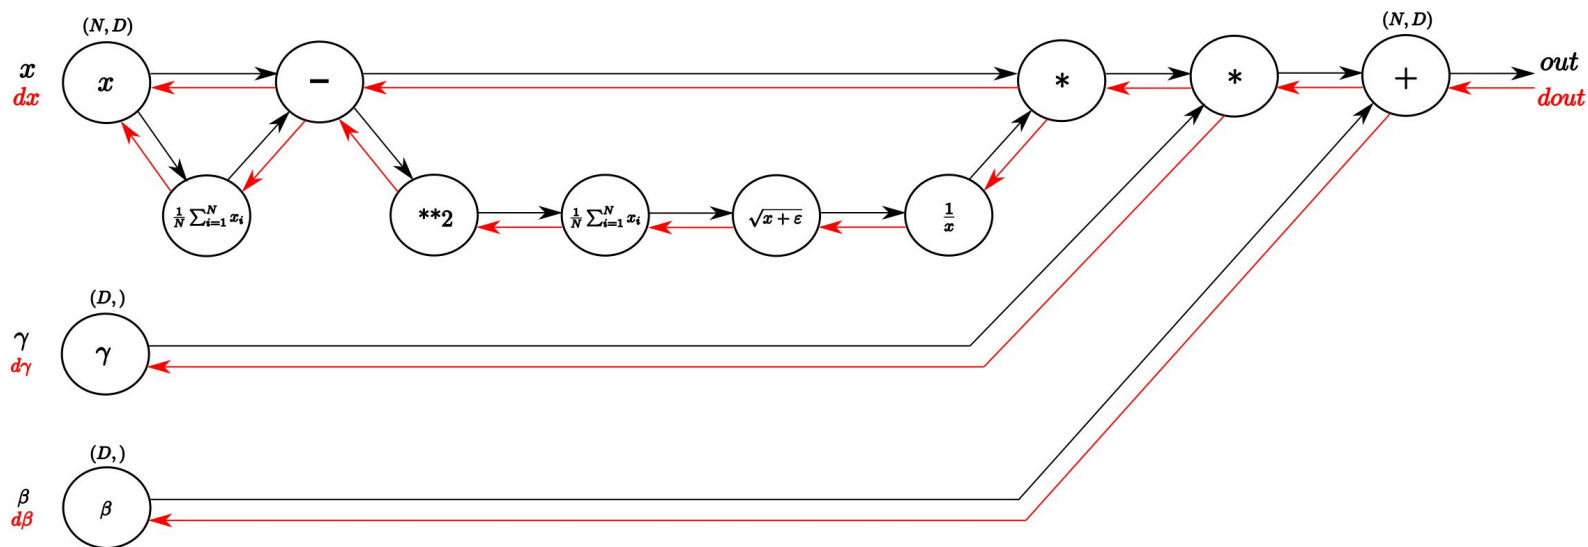 (N, D)
(N, D)
x
dx
x
−
*
*
+
out
dout
1/N ∑_{i=1}^{N} x_i
**2
1/N ∑_{i=1}^{N} x_i
√(x + ε)
1/x
(D,)
γ
dγ
γ
(D,)
β
dβ
β